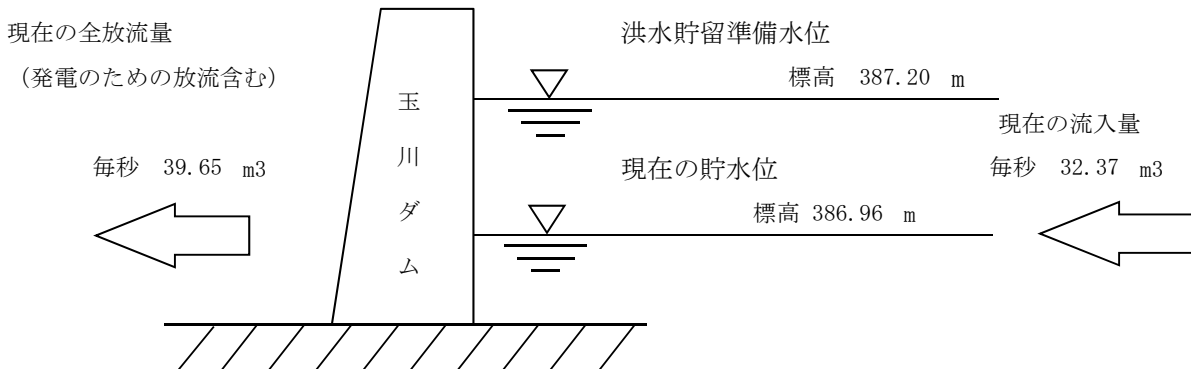 現在の全放流量
（発電のための放流含む）
毎秒 39.65 m3
玉川ダム
洪水貯留準備水位
標高 387.20 m
現在の貯水位
標高 386.96 m
現在の流入量
毎秒 32.37 m3